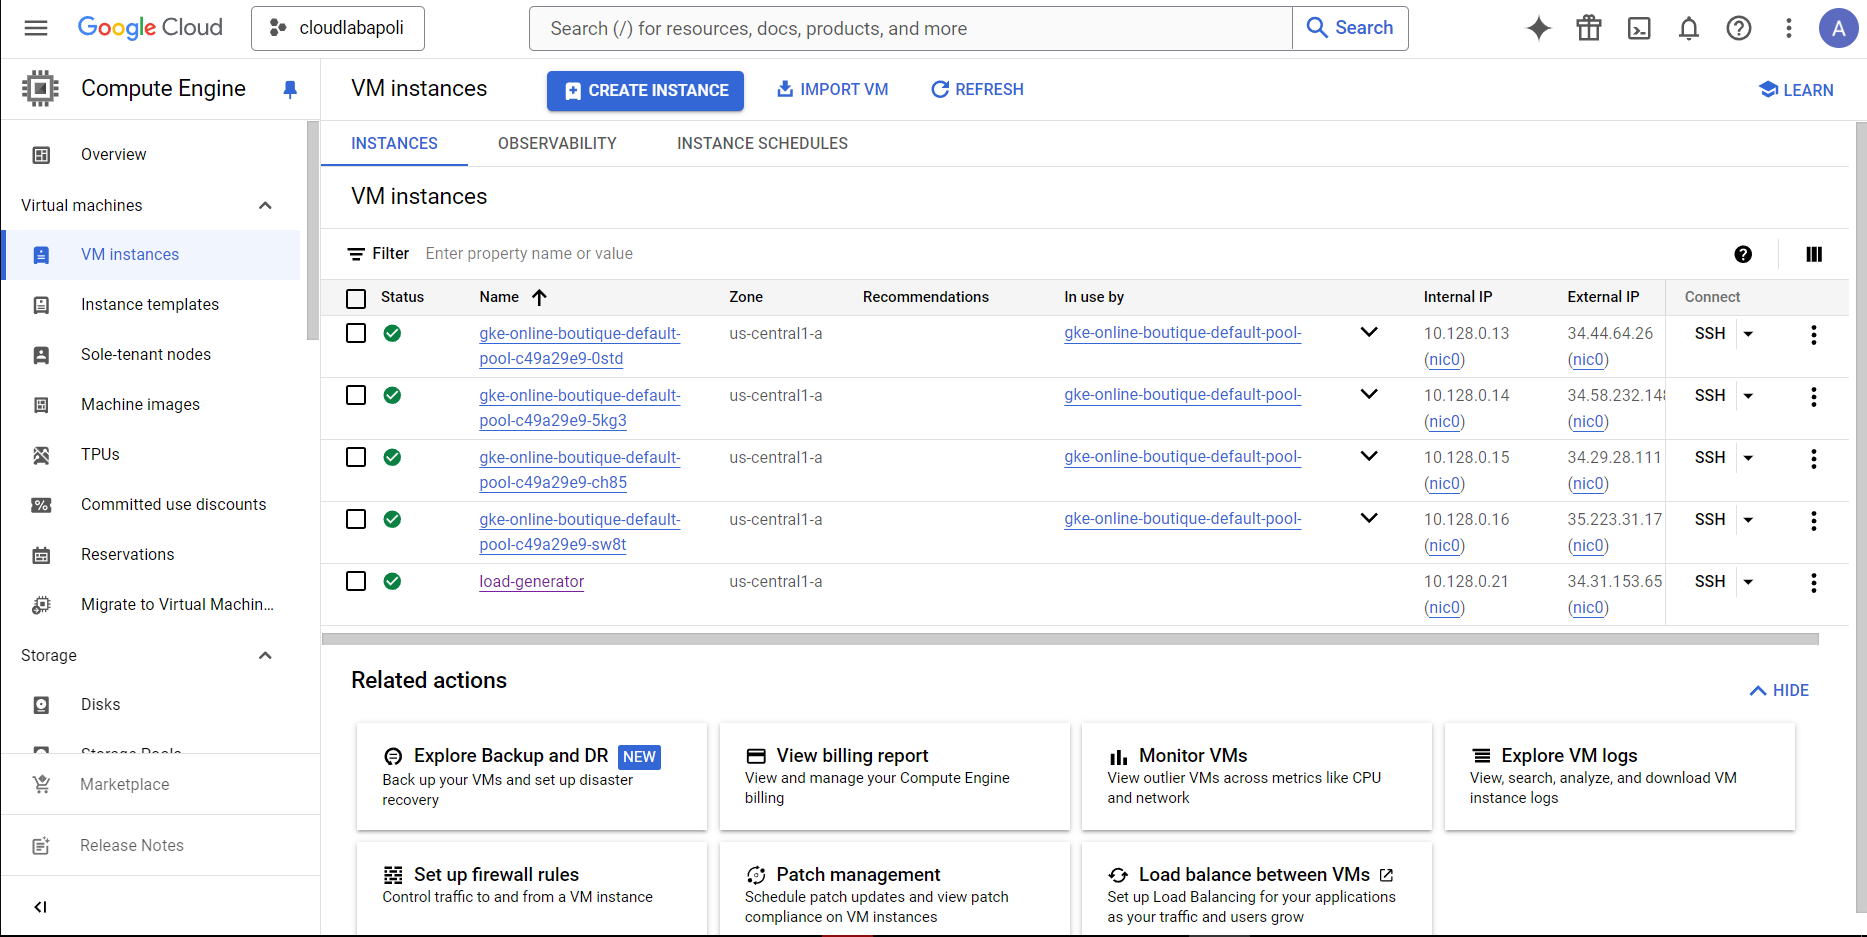 Google Cloud
cloudlabapoli
Search (/) for resources, docs, products, and more
Search
A
Compute Engine
VM instances
CREATE INSTANCE
IMPORT VM
REFRESH
LEARN
Overview
Virtual machines
VM instances
Instance templates
Sole-tenant nodes
Machine images
TPUs
Committed use discounts
Reservations
Migrate to Virtual Machin...
Storage
Disks
Storage Pools
Marketplace
Release Notes
INSTANCES
OBSERVABILITY
INSTANCE SCHEDULES
VM instances
Filter
Enter property name or value
Status
Name
Zone
Recommendations
In use by
Internal IP
External IP
Connect
gke-online-boutique-default-
pool-c49a29e9-0std
us-central1-a
gke-online-boutique-default-pool-
10.128.0.13
(nic0)
34.44.64.26
(nic0)
SSH
gke-online-boutique-default-
pool-c49a29e9-5kg3
us-central1-a
gke-online-boutique-default-pool-
10.128.0.14
(nic0)
34.58.232.148
(nic0)
SSH
gke-online-boutique-default-
pool-c49a29e9-ch85
us-central1-a
gke-online-boutique-default-pool-
10.128.0.15
(nic0)
34.29.28.111
(nic0)
SSH
gke-online-boutique-default-
pool-c49a29e9-sw8t
us-central1-a
gke-online-boutique-default-pool-
10.128.0.16
(nic0)
35.223.31.17
(nic0)
SSH
load-generator
us-central1-a
10.128.0.21
(nic0)
34.31.153.65
(nic0)
SSH
Related actions
HIDE
Explore Backup and DR NEW
Back up your VMs and set up disaster
recovery
View billing report
View and manage your Compute Engine
billing
Monitor VMs
View outlier VMs across metrics like CPU
and network
Explore VM logs
View, search, analyze, and download VM
instance logs
Set up firewall rules
Control traffic to and from a VM instance
Patch management
Schedule patch updates and view patch
compliance on VM instances
Load balance between VMs
Set up Load Balancing for your applications
as your traffic and users grow